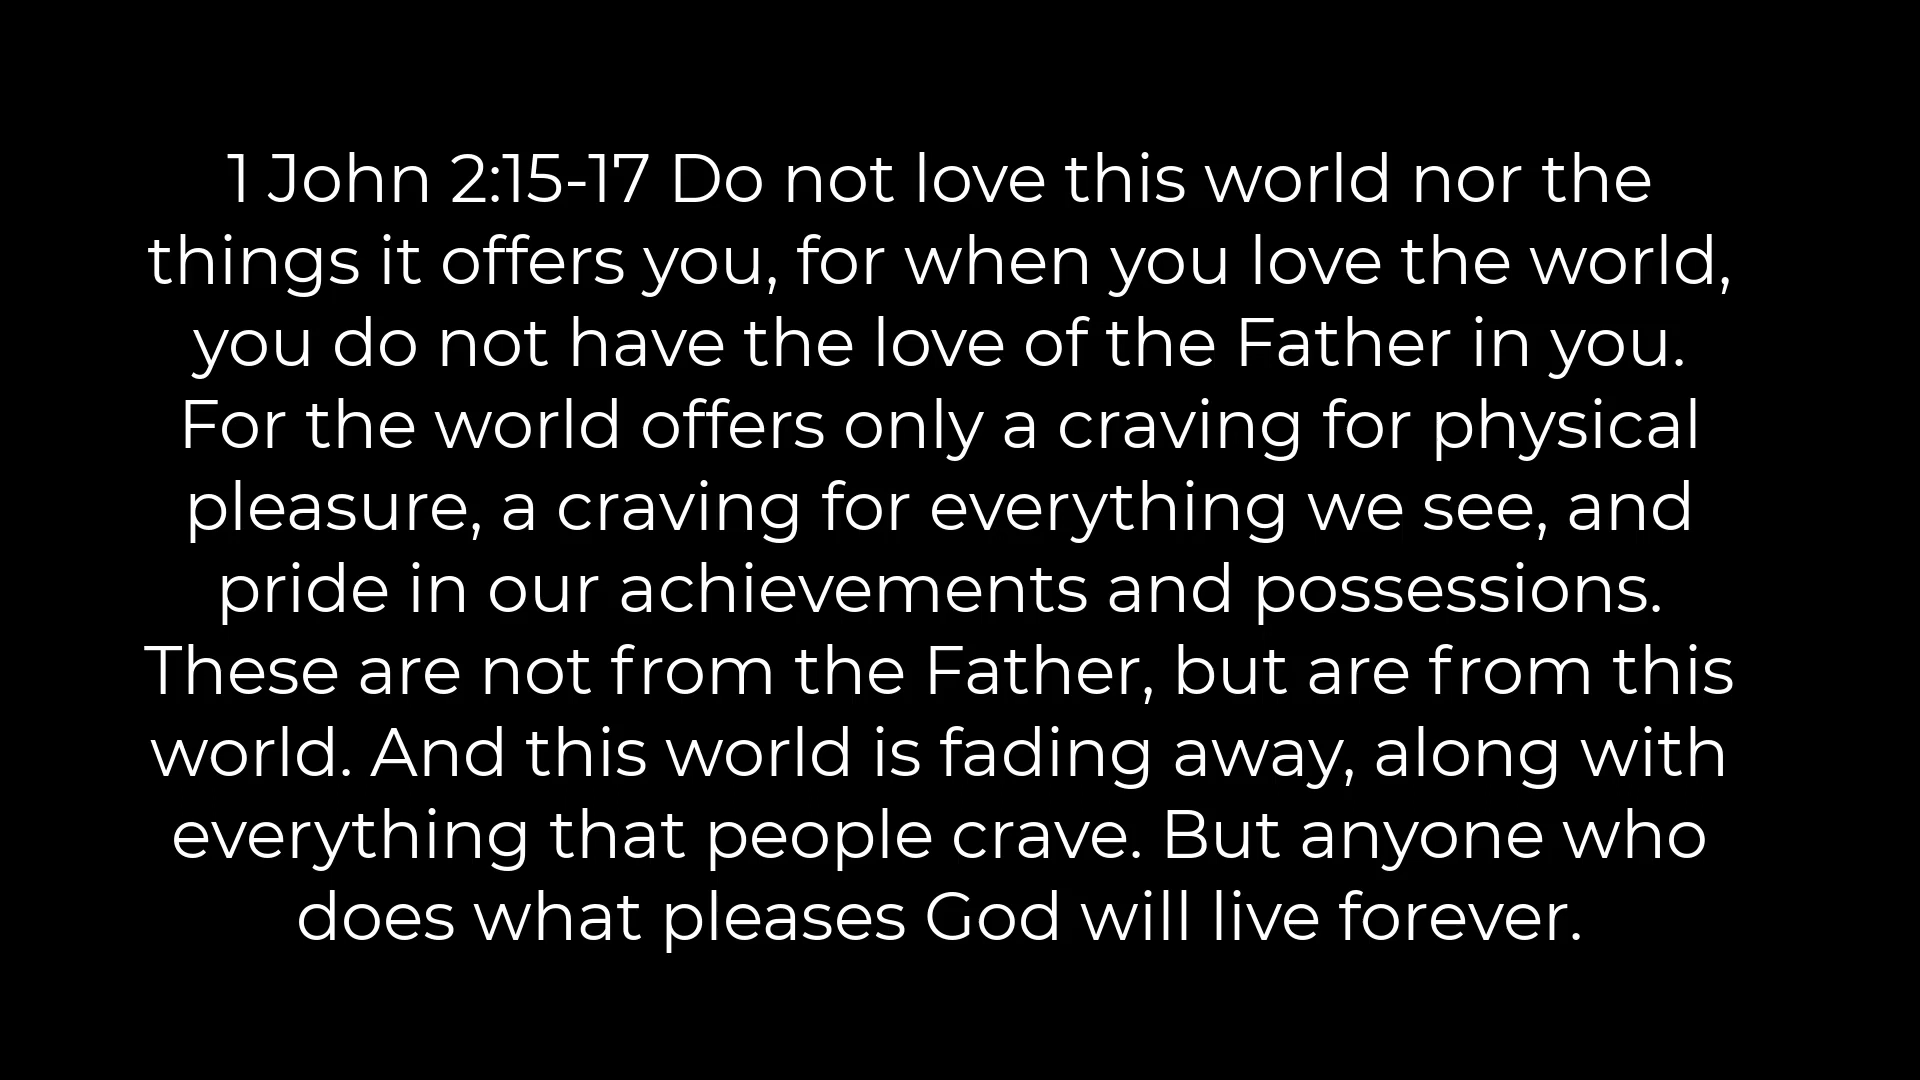 1 John 2:15-17 Do not love this world nor the
things it offers you, for when you love the world,
you do not have the love of the Father in you.
For the world offers only a craving for physical
pleasure, a craving for everything we see, and
pride in our achievements and possessions.
These are not from the Father, but are from this
world. And this world is fading away, along with
everything that people crave. But anyone who
does what pleases God will live forever.